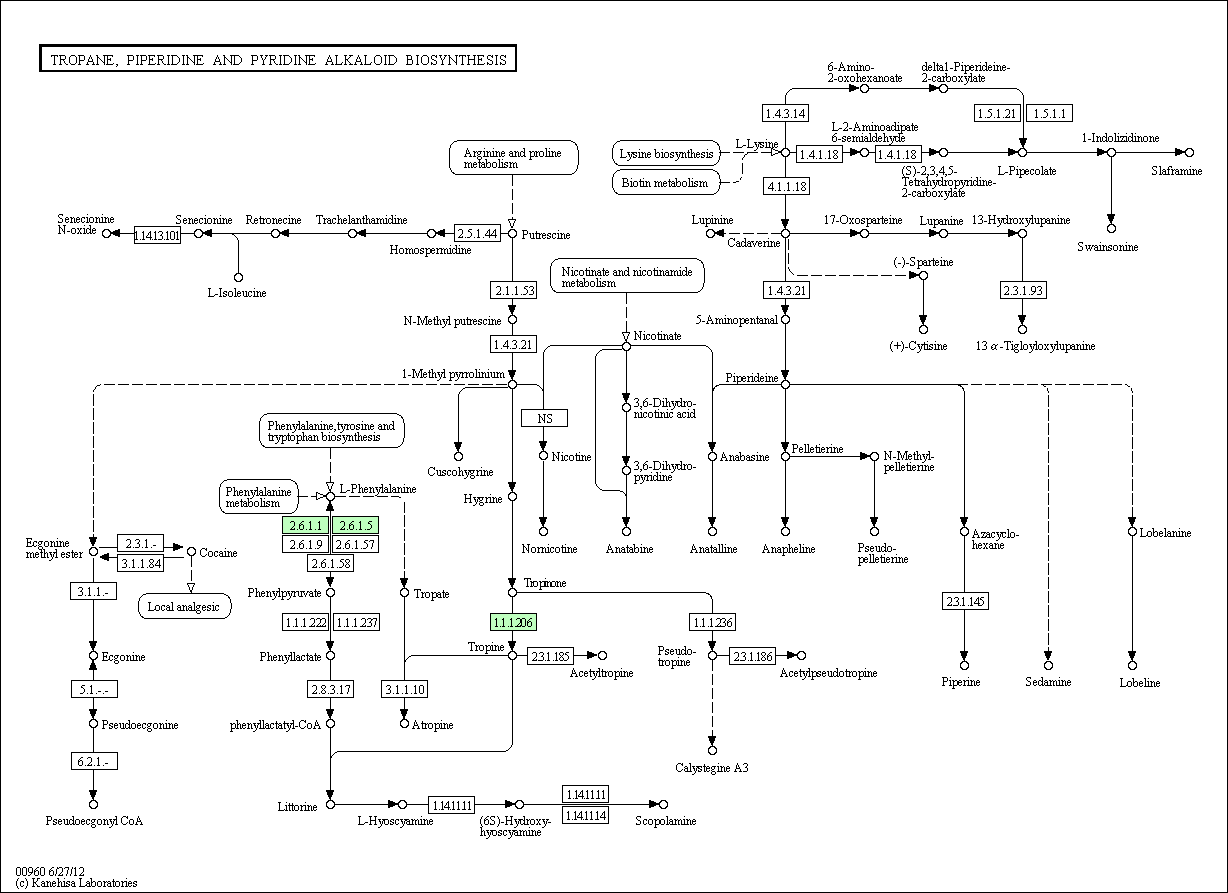 TROPANE, PIPERIDINE AND PYRIDINE ALKALOID BIOSYNTHESIS
6-Amino-
2-oxohexanoate
delta1-Piperideine-
2-carboxylate
1.4.3.14
1.5.1.21
1.5.1.1
L-2-Aminoadipate
6-semialdehyde
1-Indolizidinone
L-Lysine
Lysine biosynthesis
1.4.1.18
1.4.1.18
Arginine and proline
metabolism
Biotin metabolism
4.1.1.18
(S)-2,3,4,5-
Tetrahydropyridine-
2-carboxylate
L-Pipecolate
Slaframine
Senecionine
N-oxide
1.14.13.101
Senecionine
Retronecine
Trachelanthamidine
Homospermidine
2.5.1.44
Putrescine
Lupinine
Cadaverine
17-Oxosparteine
Lupanine
13-Hydroxylupanine
Swainsonine
L-Isoleucine
Nicotinate and nicotinamide
metabolism
(-)-Sparteine
2.1.1.53
1.4.3.21
2.3.1.93
N-Methyl putrescine
5-Aminopentanal
1.4.3.21
Nicotinate
(+)-Cytisine
13 α-Tigloyloxylupanine
1-Methyl pyrrolinium
Piperideine
NS
3,6-Dihydro-
nicotinic acid
Phenylalanine,tyrosine and
tryptophan biosynthesis
Cuscohygrine
Nicotine
3,6-Dihydro-
pyridine
Anabasine
Pelletierine
N-Methyl-
pelletierine
Phenylalanine
metabolism
L-Phenylalanine
Hygrine
2.6.1.1
2.6.1.5
2.6.1.9
2.6.1.57
2.6.1.58
Nornicotine
Anatabine
Anatalline
Anapheline
Pseudo-
pelletierine
Azacyclo-
hexane
Lobelanine
Ecgonine
methyl ester
2.3.1.-
3.1.1.84
Cocaine
3.1.1.-
Local analgesic
Phenylpyruvate
Tropate
Tropinone
2.3.1.145
1.1.1.222
1.1.1.237
1.1.1.206
1.1.1.236
Ecgonine
Phenyllactate
Tropine
2.3.1.185
Acetyltropine
Pseudo-
tropine
2.3.1.186
Acetylpseudotropine
Piperine
Sedamine
Lobeline
5.1.-.-
2.8.3.17
3.1.1.10
Pseudoecgonine
phenyllactatyl-CoA
Atropine
6.2.1.-
Calystegine A3
Pseudoecgonyl CoA
Littorine
L-Hyoscyamine
1.14.11.11
(6S)-Hydroxy-
hyoscyamine
1.14.11.11
1.14.11.14
Scopolamine
00960 6/27/12
(c) Kanehisa Laboratories